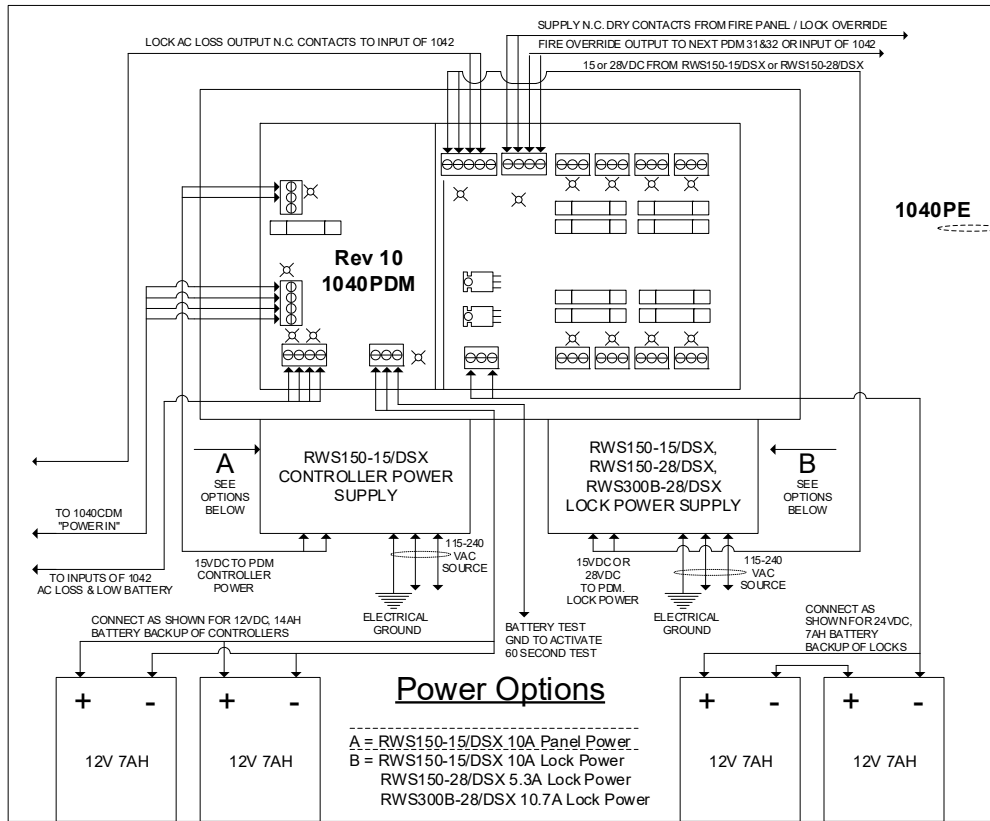 SUPPLY N.C. DRY CONTACTS FROM FIRE PANEL / LOCK OVERRIDE
LOCK AC LOSS OUTPUT N.C. CONTACTS TO INPUT OF 1042
FIRE OVERRIDE OUTPUT TO NEXT PDM 31&32 OR INPUT OF 1042
15 or 28VDC FROM RWS150-15/DSX or RWS150-28/DSX
1040PE
Rev 10
1040PDM
A
SEE
OPTIONS
BELOW
RWS150-15/DSX
CONTROLLER POWER
SUPPLY
RWS150-15/DSX,
RWS150-28/DSX,
RWS300B-28/DSX
LOCK POWER SUPPLY
B
SEE
OPTIONS
BELOW
TO 1040CDM
"POWER IN"
TO INPUTS OF 1042
AC LOSS & LOW BATTERY
15VDC TO PDM
CONTROLLER
POWER
115-240
VAC
SOURCE
ELECTRICAL
GROUND
15VDC OR
28VDC
TO PDM.
LOCK POWER
115-240
VAC
SOURCE
ELECTRICAL
GROUND
CONNECT AS SHOWN FOR 12VDC, 14AH
BATTERY BACKUP OF CONTROLLERS
BATTERY TEST
GND TO ACTIVATE
60 SECOND TEST
CONNECT AS
SHOWN FOR 24VDC,
7AH BATTERY
BACKUP OF LOCKS
+ -
12V 7AH
+ -
12V 7AH
Power Options
A = RWS150-15/DSX 10A Panel Power
B = RWS150-15/DSX 10A Lock Power
RWS150-28/DSX 5.3A Lock Power
RWS300B-28/DSX 10.7A Lock Power
+ -
12V 7AH
+ -
12V 7AH